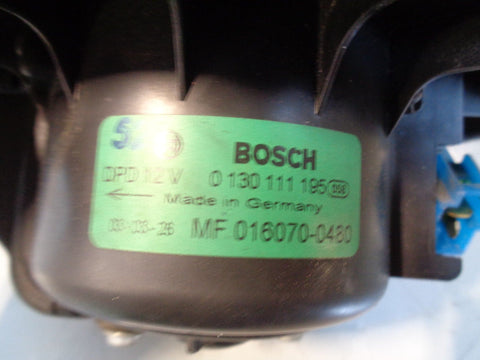 BOSCH
DPD 12V 0 130 111 195
Made in Germany
MF 016070-0480